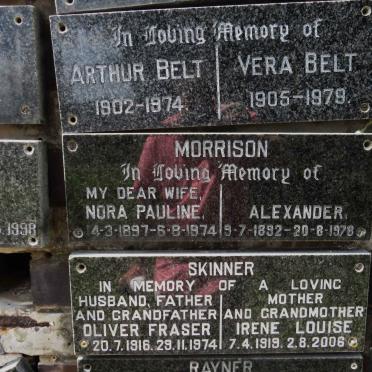 In Loving Memory of
ARTHUR BELT VERA BELT
1902-1974. 1905-1979.
MORRISON
In Loving Memory of
MY DEAR WIFE,
NORA PAULINE, ALEXANDER,
14-3-1897-6-8-1974 9-7-1892-20-8-1978
.1998
SKINNER
IN MEMORY OF A LOVING
HUSBAND, FATHER MOTHER
AND GRANDFATHER AND GRANDMOTHER
OLIVER FRASER IRENE LOUISE
20.7.1916. 29.11.1974 7.4.1919. 2.8.2006
RAYNER